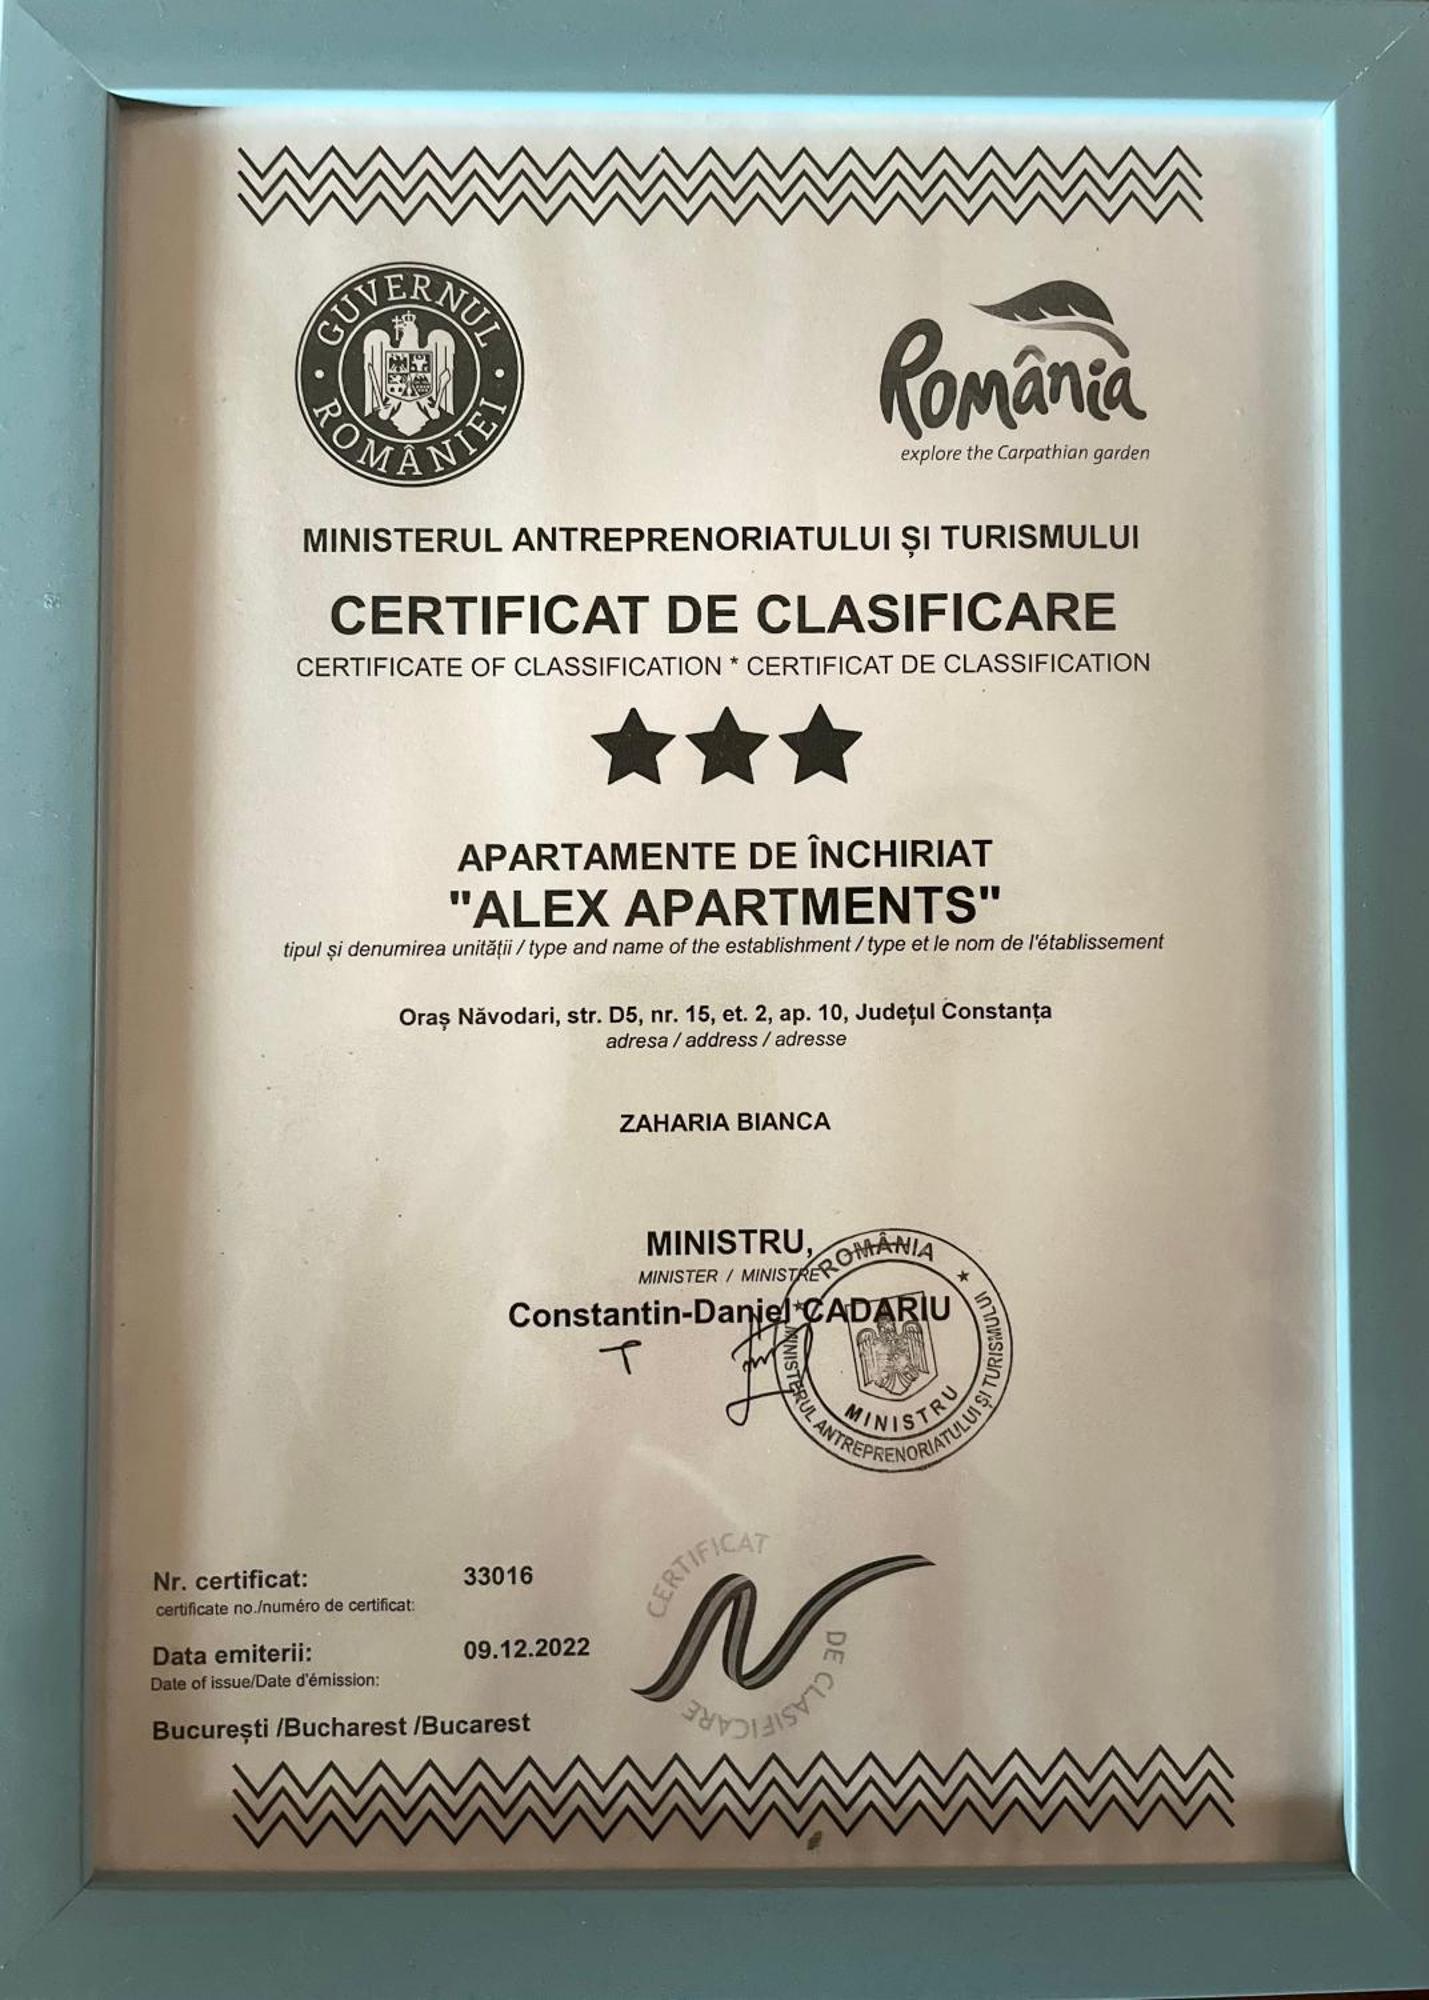 GUVERNUL ROMÂNIEI
România
explore the Carpathian garden
MINISTERUL ANTREPRENORIATULUI ȘI TURISMULUI
CERTIFICAT DE CLASIFICARE
CERTIFICATE OF CLASSIFICATION * CERTIFICAT DE CLASSIFICATION
APARTAMENTE DE ÎNCHIRIAT
"ALEX APARTMENTS"
tipul și denumirea unității / type and name of the establishment / type et le nom de l'établissement
Oraș Năvodari, str. D5, nr. 15, et. 2, ap. 10, Județul Constanța
adresa / address / adresse
ZAHARIA BIANCA
MINISTRU,
MINISTER / MINISTRE
Constantin-Daniel CADARIU
ROMÂNIA
MINISTERUL ANTREPRENORIATULUI ȘI TURISMULUI
MINISTRU
Nr. certificat: 33016
certificate no./numéro de certificat:
Data emiterii: 09.12.2022
Date of issue/Date d'émission:
București /Bucharest /Bucarest
CERTIFICAT DE CLASIFICARE